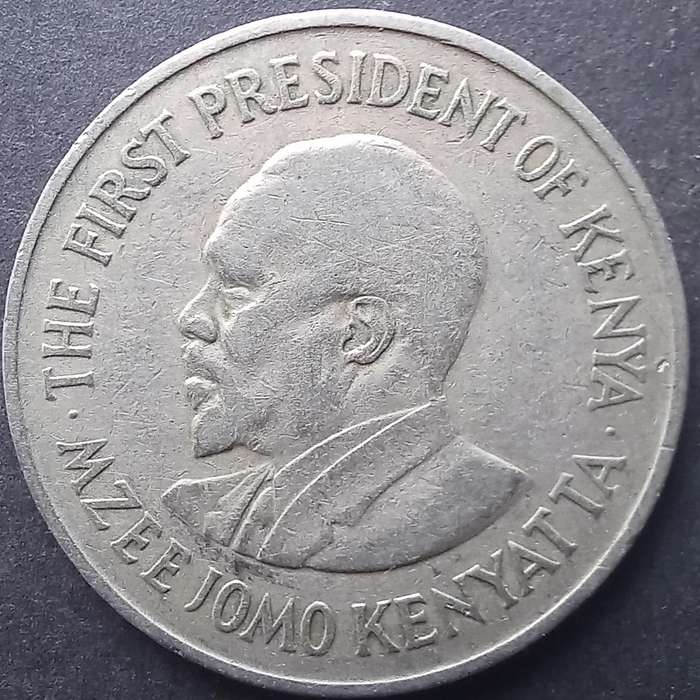 · THE FIRST PRESIDENT OF KENYA ·
MZEE JOMO KENYATTA